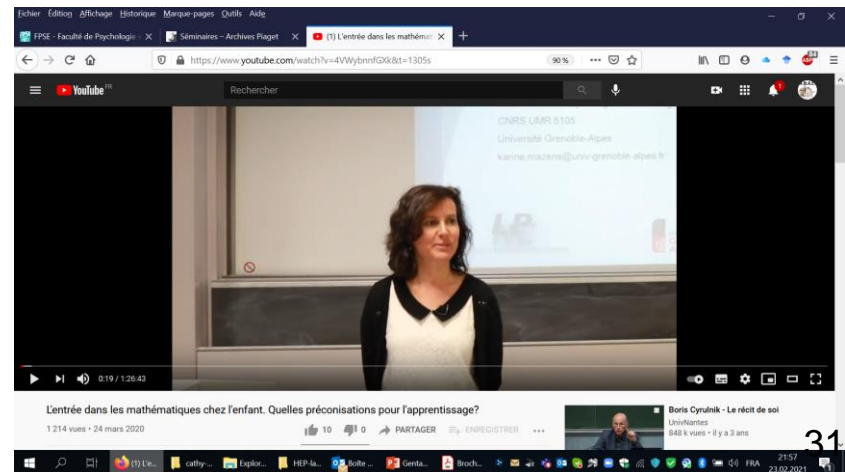 Fichier Édition Affichage Historique Marque-pages Outils Aide
FPSE - Faculté de Psychologie
Séminaires – Archives Piaget
(1) L'entrée dans les mathémat
https://www.youtube.com/watch?v=4VWybnnfGXk&t=1305s
90 %
YouTube FR
Rechercher
CNRS UMR 5105
Université Grenoble-Alpes
karine.mazens@univ-grenoble-alpes.fr
0:19 / 1:26:43
L'entrée dans les mathématiques chez l'enfant. Quelles préconisations pour l'apprentissage?
1 214 vues • 24 mars 2020
10
0
PARTAGER
ENREGISTRER
Boris Cyrulnik - Le récit de soi
UnivNantes
848 k vues • il y a 3 ans
31
(1) L'e...
cathy-...
Explor...
HEP-la...
Boîte ...
Genta...
Broch...
FRA
21:57
23.02.2021